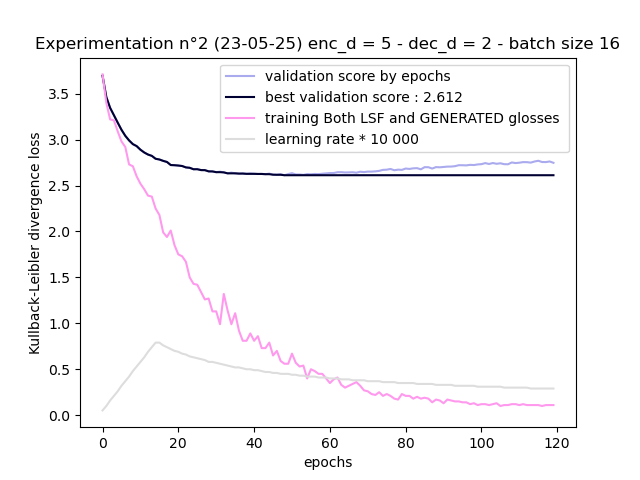 Experimentation n°2 (23-05-25) enc_d = 5 - dec_d = 2 - batch size 16
validation score by epochs
best validation score : 2.612
training Both LSF and GENERATED glosses
learning rate * 10 000
Kullback-Leibler divergence loss
3.5
3.0
2.5
2.0
1.5
1.0
0.5
0.0
0 20 40 60 80 100 120
epochs